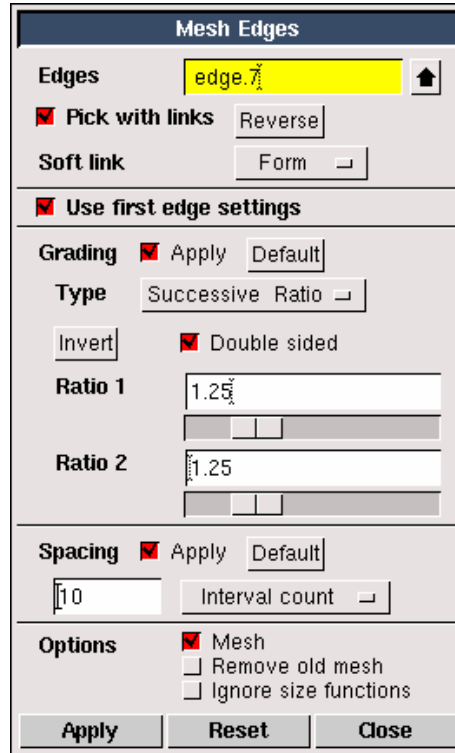 Mesh Edges
Edges edge.7
Pick with links Reverse
Soft link Form
Use first edge settings
Grading Apply Default
Type Successive Ratio
Invert Double sided
Ratio 1 1.25
Ratio 2 1.25
Spacing Apply Default
10 Interval count
Options Mesh
Remove old mesh
Ignore size functions
Apply Reset Close